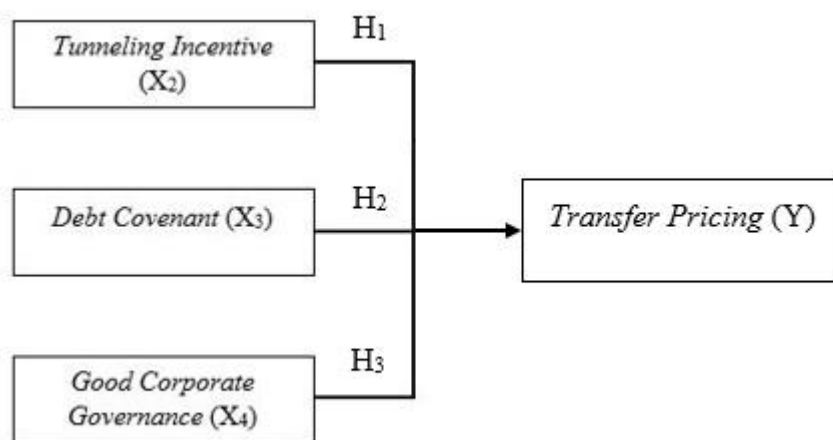 H₁
Tunneling Incentive
(X₂)
H₂
Debt Covenant (X₃)
Transfer Pricing (Y)
H₃
Good Corporate
Governance (X₄)